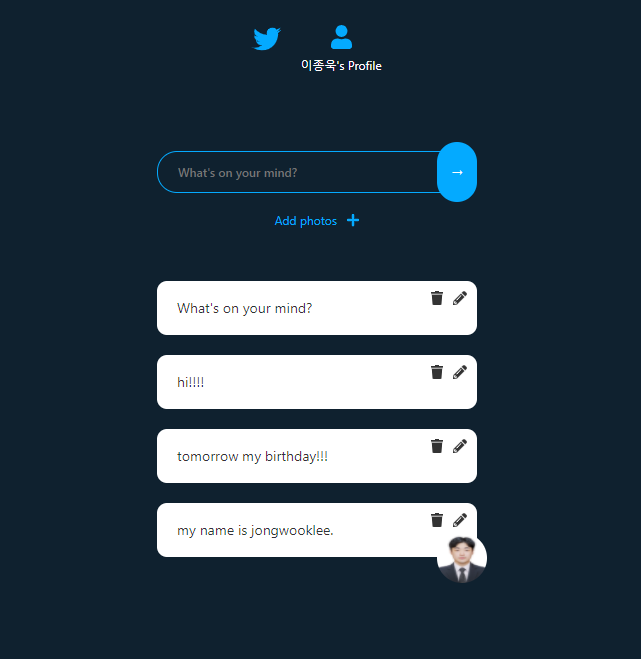 이종욱's Profile
What's on your mind?
→
Add photos +
What's on your mind?
hi!!!!
tomorrow my birthday!!!
my name is jongwooklee.